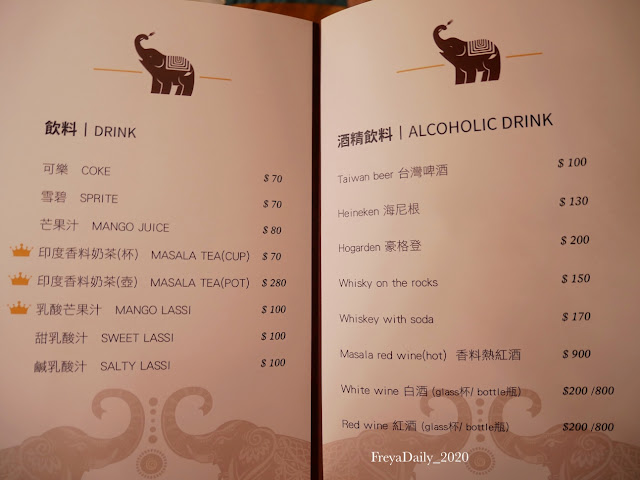 飲料 | DRINK
可樂 COKE $ 70
雪碧 SPRITE $ 70
芒果汁 MANGO JUICE $ 80
印度香料奶茶(杯) MASALA TEA(CUP) $ 70
印度香料奶茶(壺) MASALA TEA(POT) $ 280
乳酸芒果汁 MANGO LASSI $ 100
甜乳酸汁 SWEET LASSI $ 100
鹹乳酸汁 SALTY LASSI $ 100
酒精飲料 | ALCOHOLIC DRINK
Taiwan beer 台灣啤酒 $ 100
Heineken 海尼根 $ 130
Hogarden 豪格登 $ 200
Whisky on the rocks $ 150
Whiskey with soda $ 170
Masala red wine(hot) 香料熱紅酒 $ 900
White wine 白酒 (glass杯/ bottle瓶) $200 /800
Red wine 紅酒 (glass杯/ bottle瓶) $200 /800
FreyaDaily_2020